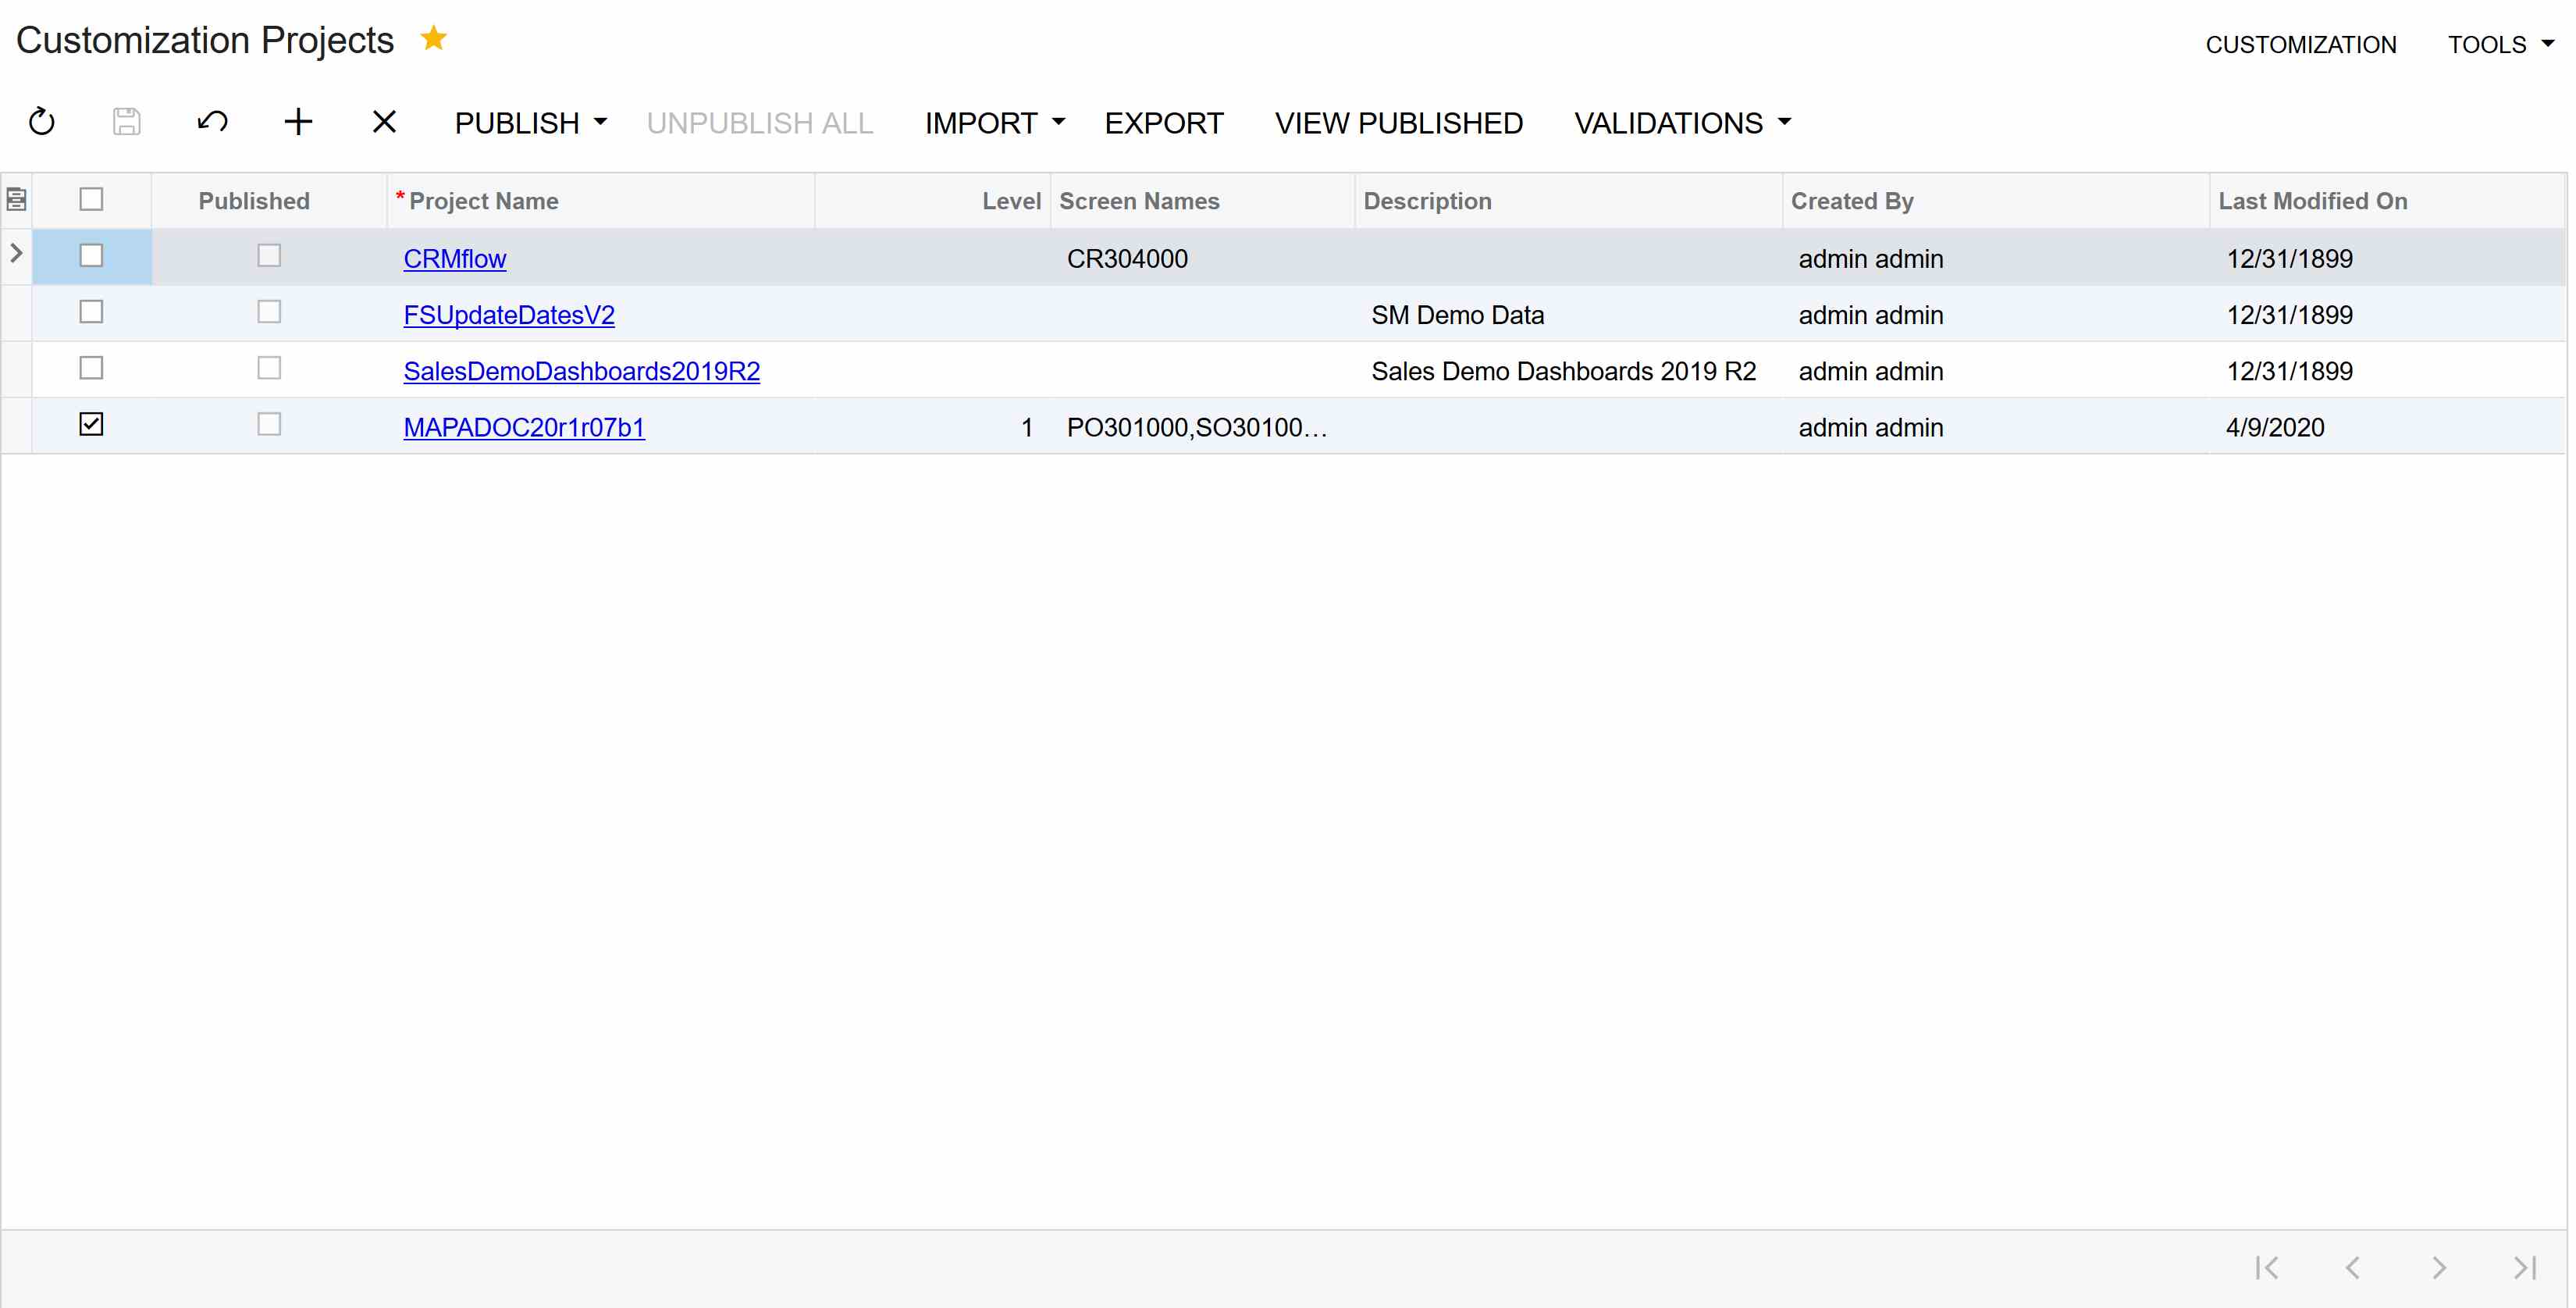 Customization Projects
CUSTOMIZATION TOOLS
PUBLISH UNPUBLISH ALL IMPORT EXPORT VIEW PUBLISHED VALIDATIONS
Published * Project Name Level Screen Names Description Created By Last Modified On
CRMflow CR304000 admin admin 12/31/1899
FSUpdateDatesV2 SM Demo Data admin admin 12/31/1899
SalesDemoDashboards2019R2 Sales Demo Dashboards 2019 R2 admin admin 12/31/1899
MAPADOC20r1r07b1 1 PO301000,SO30100... admin admin 4/9/2020